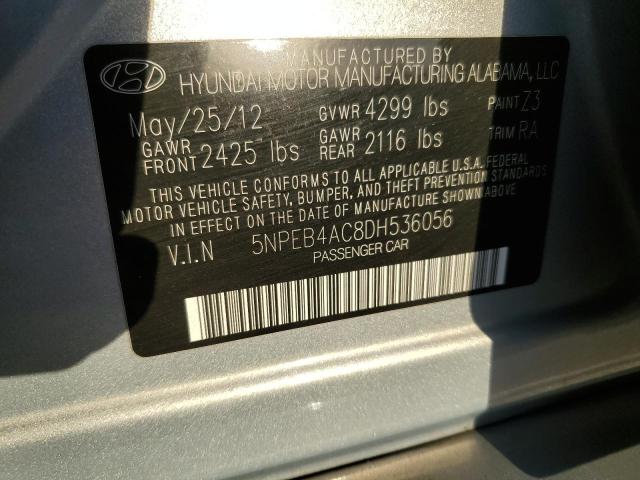 MANUFACTURED BY
HYUNDAI MOTOR MANUFACTURING ALABAMA, LLC
May/25/12 GVWR 4299 lbs PAINT Z3
GAWR FRONT 2425 lbs GAWR REAR 2116 lbs TRIM RA
THIS VEHICLE CONFORMS TO ALL APPLICABLE U.S.A. FEDERAL
MOTOR VEHICLE SAFETY, BUMPER, AND THEFT PREVENTION STANDARDS
IN EFFECT ON THE DATE OF MANUFACTURE SHOWN ABOVE.
V.I.N 5NPEB4AC8DH536056
PASSENGER CAR